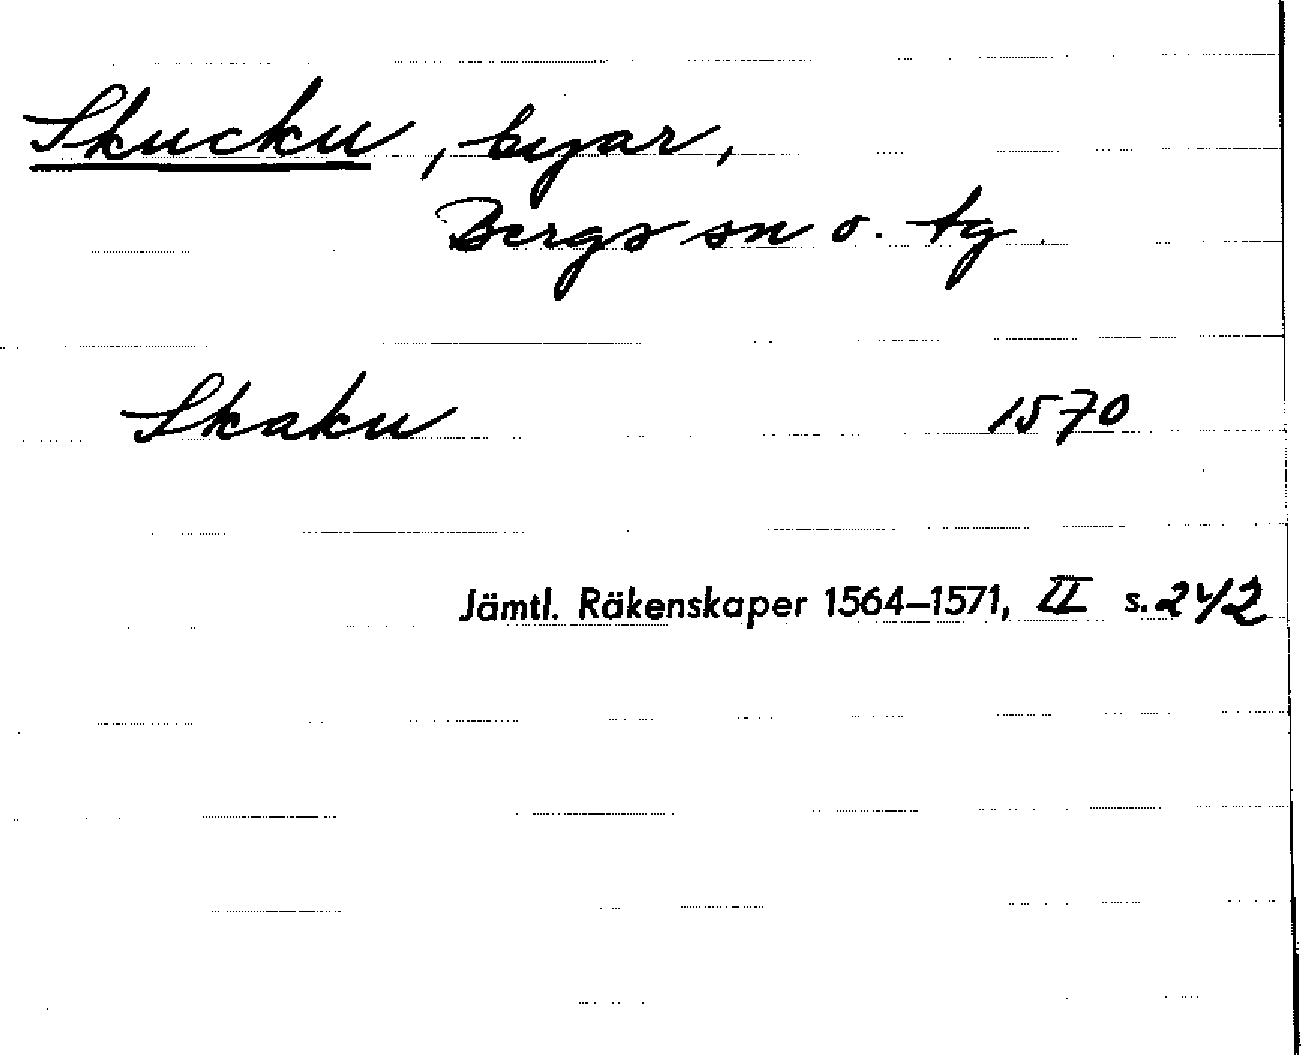 Skucku, byar,
Bergs sn o. tg.
Skaku 1570
Jämtl. Räkenskaper 1564–1571, II s. 242